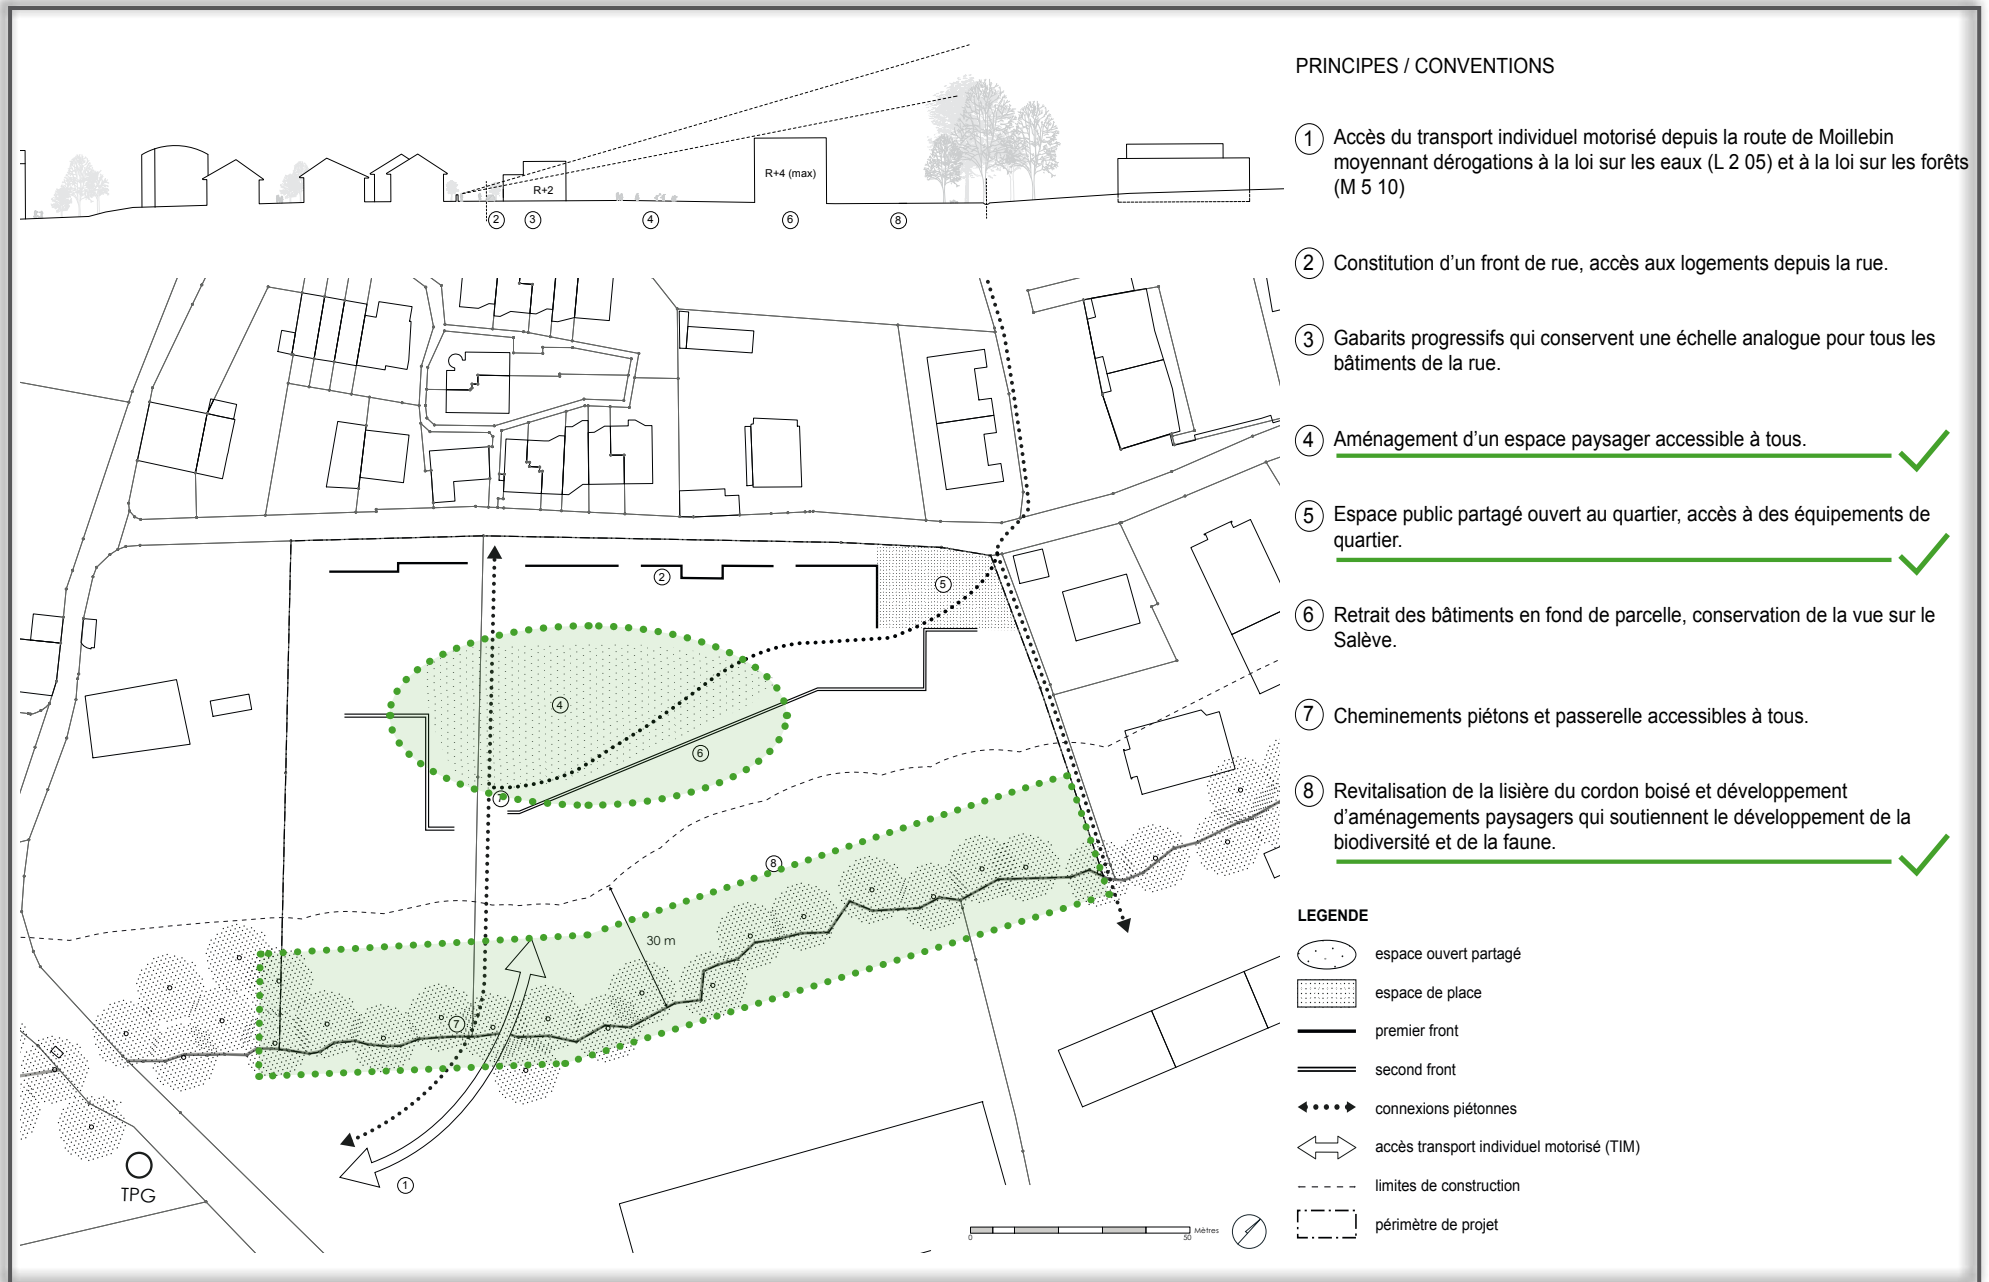 PRINCIPES / CONVENTIONS
1 Accès du transport individuel motorisé depuis la route de Moillebin
moyennant dérogations à la loi sur les eaux (L 2 05) et à la loi sur les forêts
(M 5 10)
2 Constitution d’un front de rue, accès aux logements depuis la rue.
3 Gabarits progressifs qui conservent une échelle analogue pour tous les
bâtiments de la rue.
4 Aménagement d’un espace paysager accessible à tous.
5 Espace public partagé ouvert au quartier, accès à des équipements de
quartier.
6 Retrait des bâtiments en fond de parcelle, conservation de la vue sur le
Salève.
7 Cheminements piétons et passerelle accessibles à tous.
8 Revitalisation de la lisière du cordon boisé et développement
d’aménagements paysagers qui soutiennent le développement de la
biodiversité et de la faune.
LEGENDE
espace ouvert partagé
espace de place
premier front
second front
connexions piétonnes
accès transport individuel motorisé (TIM)
limites de construction
périmètre de projet
R+2
R+4 (max)
2 3 4 6 8
2
5
4
6
7
8
30 m
7
1
TPG
0 50 Mètres